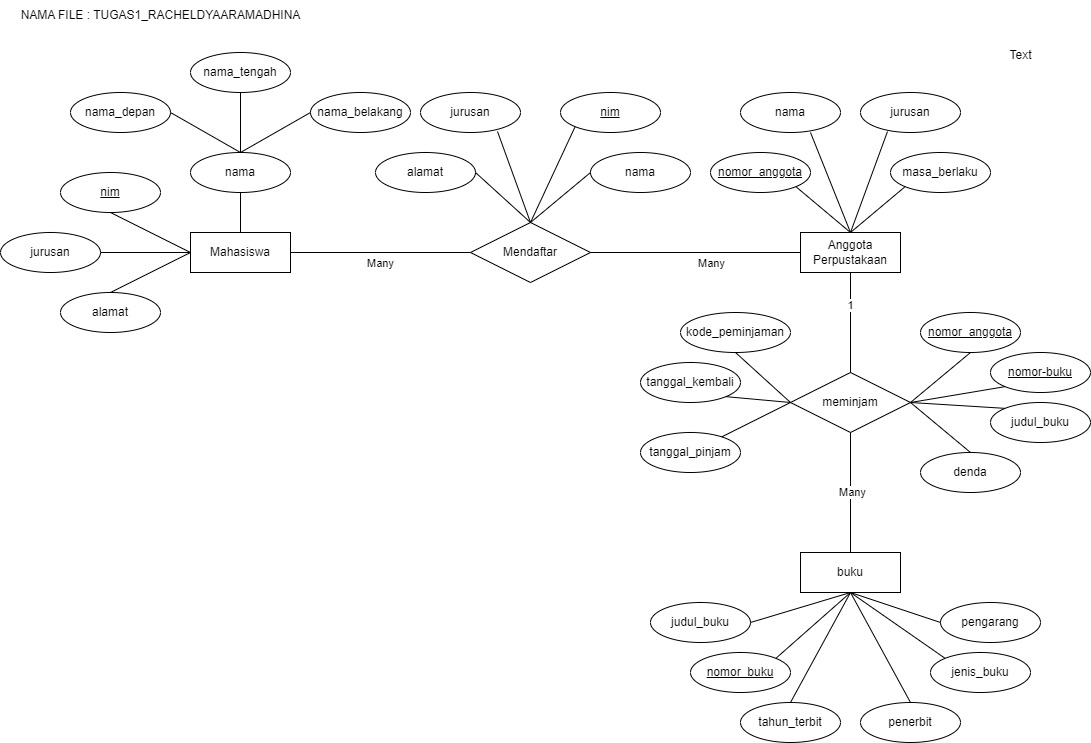 NAMA FILE : TUGAS1_RACHELDYAARAMADHINA
Text
nama_tengah
nama_depan
nama_belakang
jurusan
nim
nama
jurusan
nama
alamat
nama
nomor_anggota
masa_berlaku
nim
jurusan
Mahasiswa
Mendaftar
Anggota
Perpustakaan
Many
Many
alamat
1
kode_peminjaman
nomor_anggota
tanggal_kembali
nomor-buku
meminjam
judul_buku
tanggal_pinjam
denda
Many
buku
judul_buku
pengarang
nomor_buku
jenis_buku
tahun_terbit
penerbit